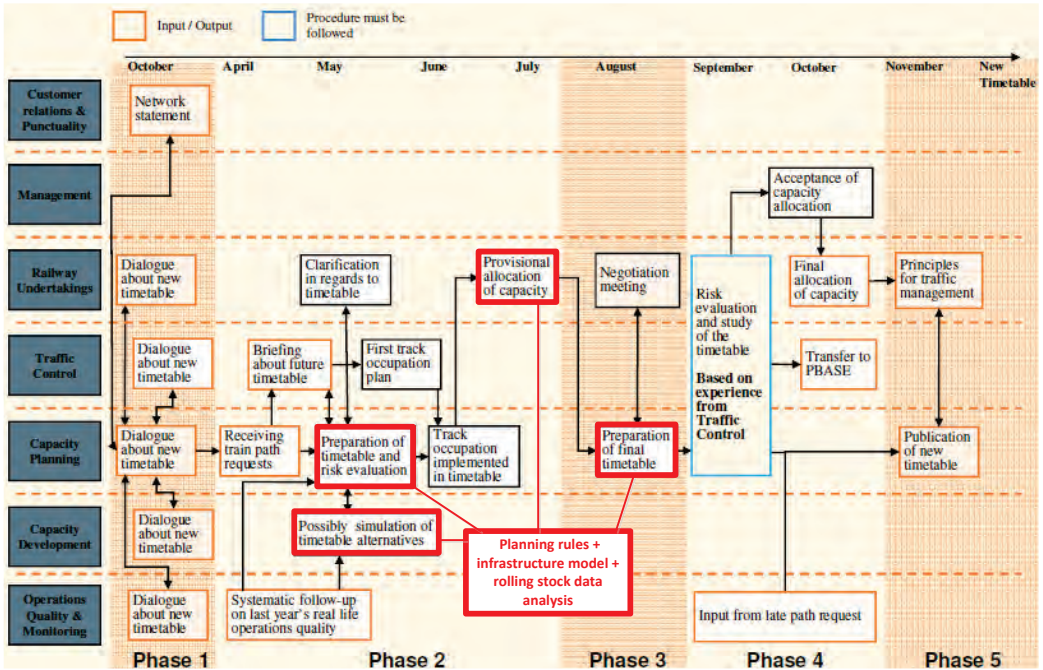 Input / Output
Procedure must be
followed
October
April
May
June
July
August
September
October
November
New
Timetable
Customer
relations &
Punctuality
Network
statement
Management
Acceptance of
capacity
allocation
Railway
Undertakings
Dialogue
about new
timetable
Clarification
in regards to
timetable
Provisional
allocation
of capacity
Negotiation
meeting
Risk
evaluation
and study
of the
timetable
Based on
experience
from
Traffic
Control
Final
allocation
of capacity
Principles
for traffic
management
Traffic
Control
Dialogue
about new
timetable
Briefing
about future
timetable
First track
occupation
plan
Transfer to
PBASE
Capacity
Planning
Dialogue
about new
timetable
Receiving
train path
requests
Preparation of
timetable and
risk evaluation
Track
occupation
implemented
in timetable
Preparation
of final
timetable
Publication
of new
timetable
Capacity
Development
Dialogue
about new
timetable
Possibly simulation of
timetable alternatives
Planning rules +
infrastructure model +
rolling stock data
analysis
Operations
Quality &
Monitoring
Dialogue
about new
timetable
Systematic follow-up
on last year's real life
operations quality
Input from late path request
Phase 1
Phase 2
Phase 3
Phase 4
Phase 5